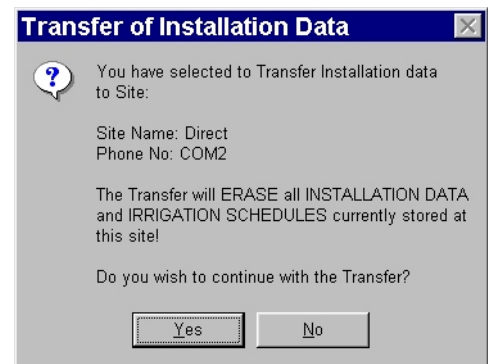 Transfer of Installation Data
You have selected to Transfer Installation data
to Site:
Site Name: Direct
Phone No: COM2
The Transfer will ERASE all INSTALLATION DATA
and IRRIGATION SCHEDULES currently stored at
this site!
Do you wish to continue with the Transfer?
Yes No